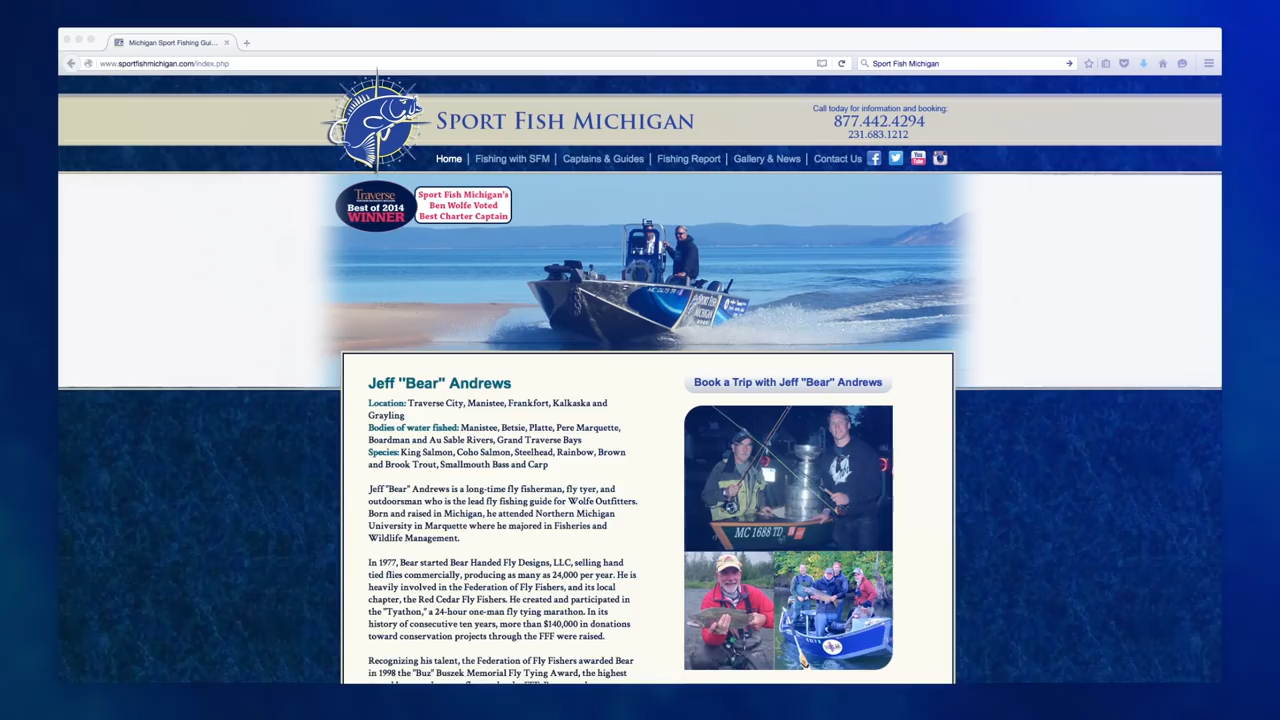 Michigan Sport Fishing Gui...
www.sportfishmichigan.com/index.php
Sport Fish Michigan
SPORT FISH MICHIGAN
Call today for information and booking:
877.442.4294
231.683.1212
Home | Fishing with SFM | Captains & Guides | Fishing Report | Gallery & News | Contact Us
You
Tube
Traverse
Best of 2014
WINNER
Sport Fish Michigan's
Ben Wolfe Voted
Best Charter Captain
SPORT FISH
MICHIGAN
Jeff "Bear" Andrews
Location: Traverse City, Manistee, Frankfort, Kalkaska and
Grayling
Bodies of water fished: Manistee, Betsie, Platte, Pere Marquette,
Boardman and Au Sable Rivers, Grand Traverse Bays
Species: King Salmon, Coho Salmon, Steelhead, Rainbow, Brown
and Brook Trout, Smallmouth Bass and Carp
Jeff "Bear" Andrews is a long-time fly fisherman, fly tyer, and
outdoorsman who is the lead fly fishing guide for Wolfe Outfitters.
Born and raised in Michigan, he attended Northern Michigan
University in Marquette where he majored in Fisheries and
Wildlife Management.
In 1977, Bear started Bear Handed Fly Designs, LLC, selling hand
tied flies commercially, producing as many as 24,000 per year. He is
heavily involved in the Federation of Fly Fishers, and its local
chapter, the Red Cedar Fly Fishers. He created and participated in
the "Tyathon," a 24-hour one-man fly tying marathon. In its
history of consecutive ten years, more than $140,000 in donations
toward conservation projects through the FFF were raised.
Recognizing his talent, the Federation of Fly Fishers awarded Bear
in 1998 the "Buz" Buszek Memorial Fly Tying Award, the highest
Book a Trip with Jeff "Bear" Andrews
MC 1688 TD